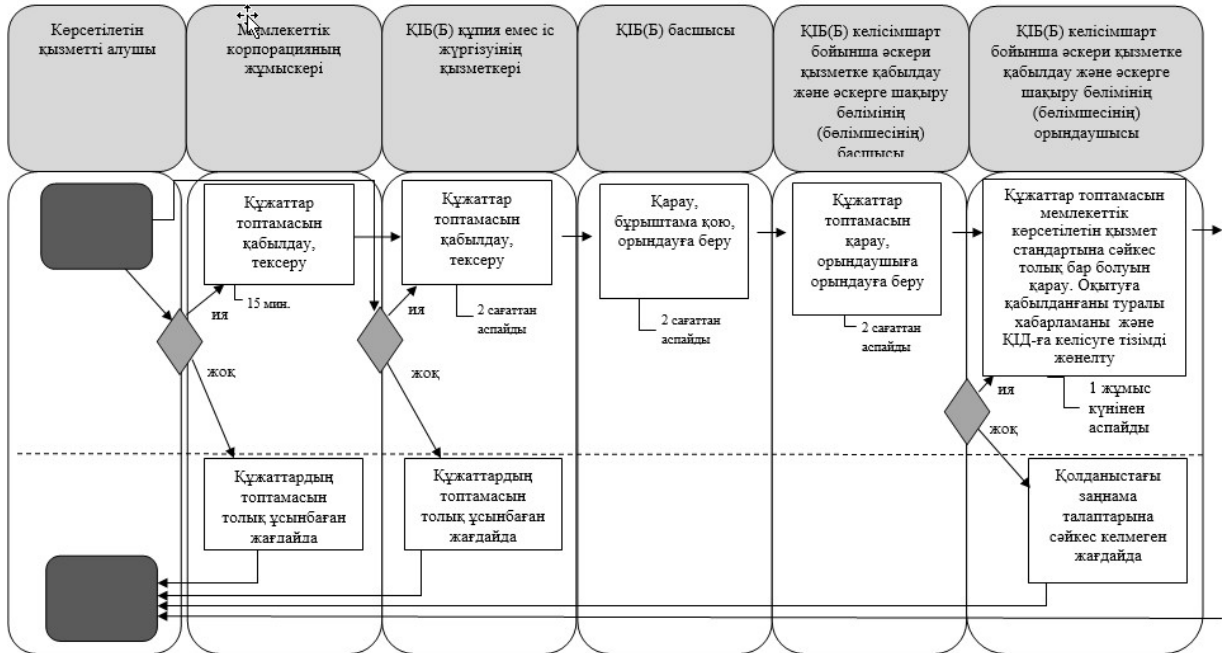 Көрсетілетін
қызметті алушы
Мемлекеттік
корпорацияның
жұмыскері
ҚІБ(Б) құпия емес іс
жүргізуінің
қызметкері
ҚІБ(Б) басшысы
ҚІБ(Б) келісімшарт
бойынша әскери
қызметке қабылдау
және әскерге шақыру
бөлімінің
(бөлімшесінің)
басшысы
ҚІБ(Б) келісімшарт
бойынша әскери қызметке
қабылдау және әскерге
шақыру бөлімінің
(бөлімшесінің)
орындаушысы
Құжаттар
топтамасын
қабылдау,
тексеру
15 мин.
ия
жоқ
Құжаттар
топтамасын
қабылдау,
тексеру
2 сағаттан
аспайды
ия
жоқ
Қарау,
бұрыштама қою,
орындауға беру
2 сағаттан
аспайды
Құжаттар
топтамасын
қарау,
орындаушыға
орындауға беру
2 сағаттан
аспайды
Құжаттар топтамасын
мемлекеттік
көрсетілетін қызмет
стандартына сәйкес
толық бар болуын
қарау. Оқытуға
қабылданғаны туралы
хабарламаны және
ҚІД-ға келісуге тізімді
жөнелту
ия
1 жұмыс
күнінен
аспайды
жоқ
Құжаттардың
топтамасын
толық ұсынбаған
жағдайда
Құжаттардың
топтамасын
толық ұсынбаған
жағдайда
Қолданыстағы
заңнама
талаптарына
сәйкес келмеген
жағдайда